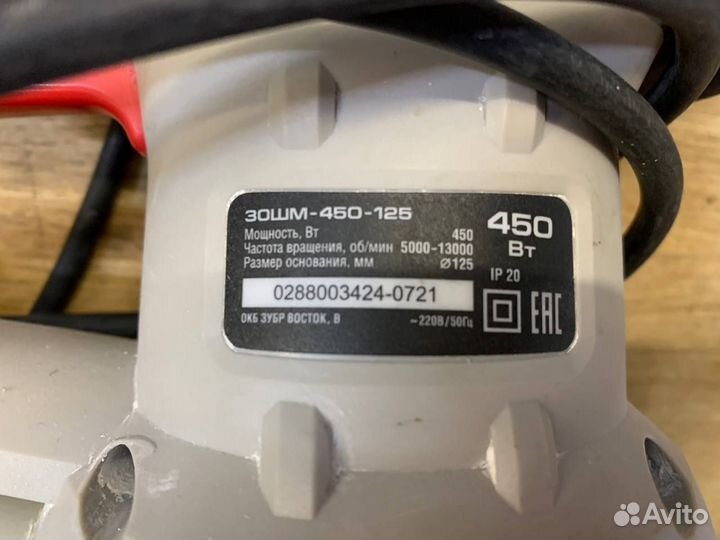 ЗОШМ-450-125
Мощность, Вт 450
Частота вращения, об/мин 5000-13000
Размер основания, мм ⌀125
450
Вт
IP 20
0288003424-0721
ОКБ ЗУБР ВОСТОК, В ~220В/50Гц
EAC
Avito